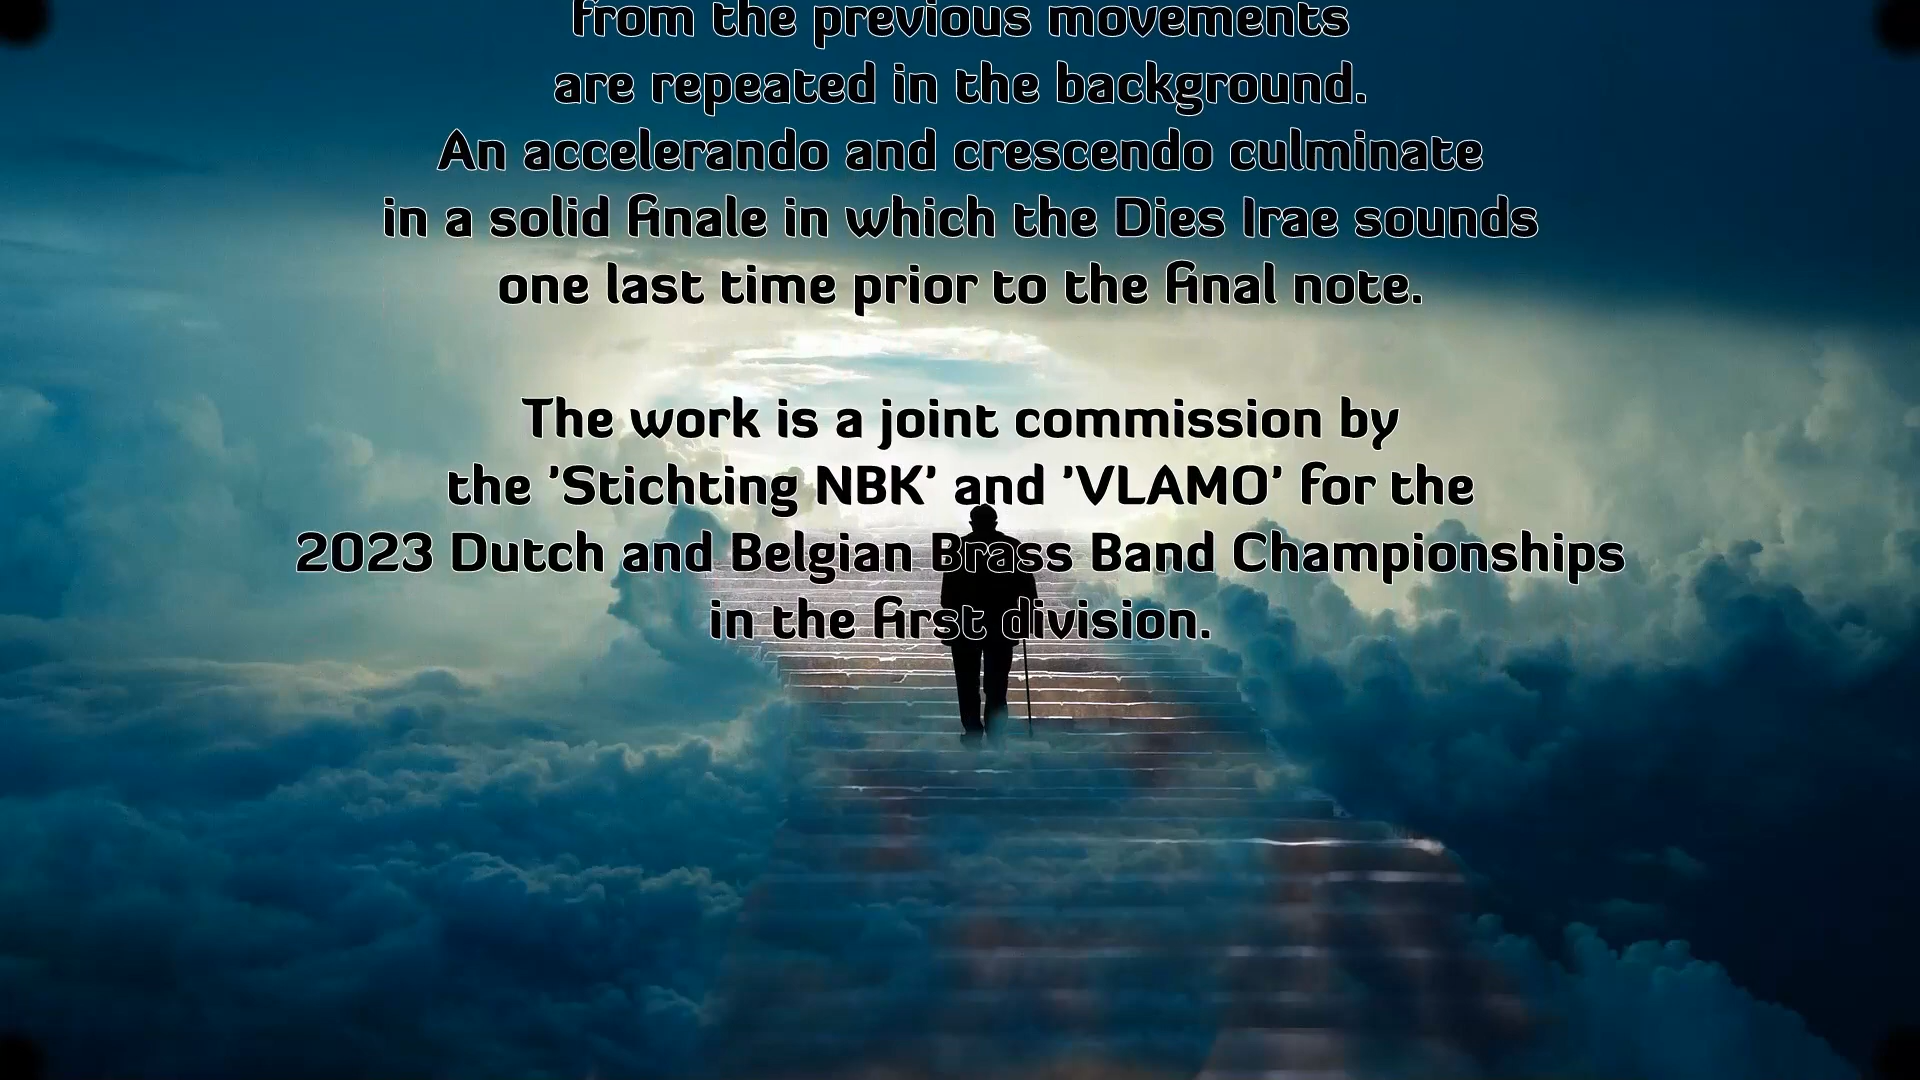 from the previous movements
are repeated in the background.
An accelerando and crescendo culminate
in a solid finale in which the Dies Irae sounds
one last time prior to the final note.
The work is a joint commission by
the ’Stichting NBK’ and ’VLAMO’ for the
2023 Dutch and Belgian Brass Band Championships
in the first division.